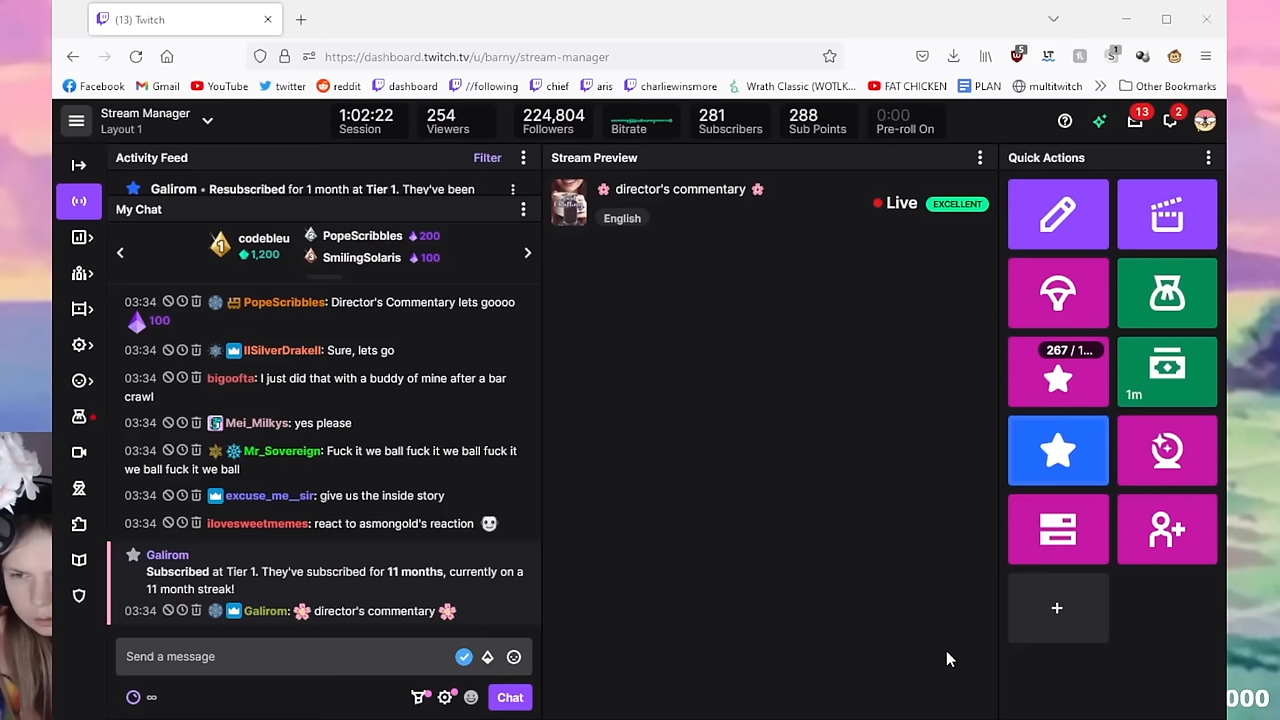 (13) Twitch
https://dashboard.twitch.tv/u/barny/stream-manager
5
1
Facebook
Gmail
YouTube
twitter
reddit
dashboard
//following
chief
aris
charliewinsmore
Wrath Classic (WOTLK...
FAT CHICKEN
PLAN
multitwitch
Other Bookmarks
Stream Manager
Layout 1
1:02:22
Session
254
Viewers
224,804
Followers
Bitrate
281
Subscribers
288
Sub Points
0:00
Pre-roll On
13
2
Activity Feed
Filter
Galirom • Resubscribed for 1 month at Tier 1. They've been
My Chat
1
codebleu
1,200
2
PopeScribbles 200
3
SmilingSolaris 100
03:34 PopeScribbles: Director's Commentary lets goooo
100
03:34 IISilverDrakeII: Sure, lets go
03:34 bigoofta: I just did that with a buddy of mine after a bar
crawl
03:34 Mei_Milkys: yes please
03:34 Mr_Sovereign: Fuck it we ball fuck it we ball fuck it
we ball fuck it we ball
03:34 excuse_me__sir: give us the inside story
03:34 ilovesweetmemes: react to asmongold's reaction
Galirom
Subscribed at Tier 1. They've subscribed for 11 months, currently on a
11 month streak!
03:34 Galirom: director's commentary
Send a message
Chat
Stream Preview
director's commentary
English
Live
EXCELLENT
Quick Actions
267 / 1...
1m
000